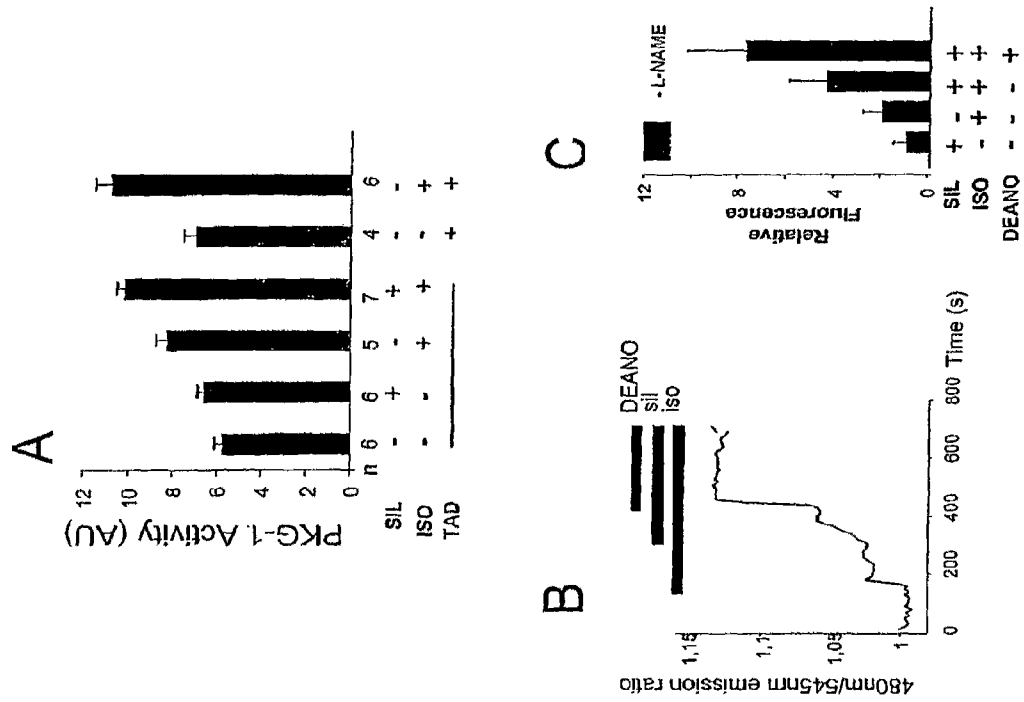 A
PKG-1. Activity (AU)
12
10
8
6
4
2
0
n 6 6 5 7 4 6
SIL - + - + - -
ISO - - + + - +
TAD + +
B
480nm/545nm emission ratio
1,15
1,1
1,05
1
0 200 400 600 800 Time (s)
DEANO
sil
iso
C
Relative
Fluorescence
12
8
4
0
- L-NAME
SIL + - + +
ISO - + + +
DEANO - - - +